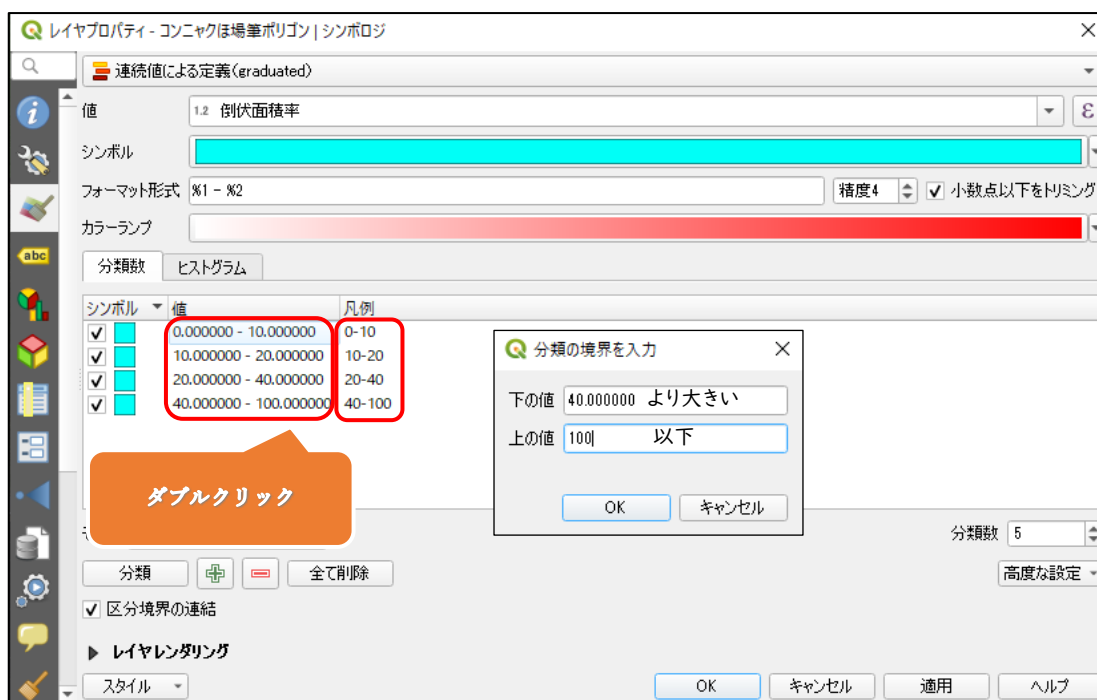 レイヤプロパティ - コンニャクほ場筆ポリゴン | シンボロジ
連続値による定義(graduated)
値 1.2 倒伏面積率 ε
シンボル
フォーマット形式 %1 - %2 精度4 小数点以下をトリミング
カラーランプ
分類数 ヒストグラム
シンボル 値 凡例
0.000000 - 10.000000 0-10
10.000000 - 20.000000 10-20
20.000000 - 40.000000 20-40
40.000000 - 100.000000 40-100
分類の境界を入力
下の値 40.000000 より大きい
上の値 100 以下
OK キャンセル
abc
ダブルクリック
分類数 5
分類 全て削除 高度な設定
区分境界の連結
レイヤレンダリング
スタイル OK キャンセル 適用 ヘルプ